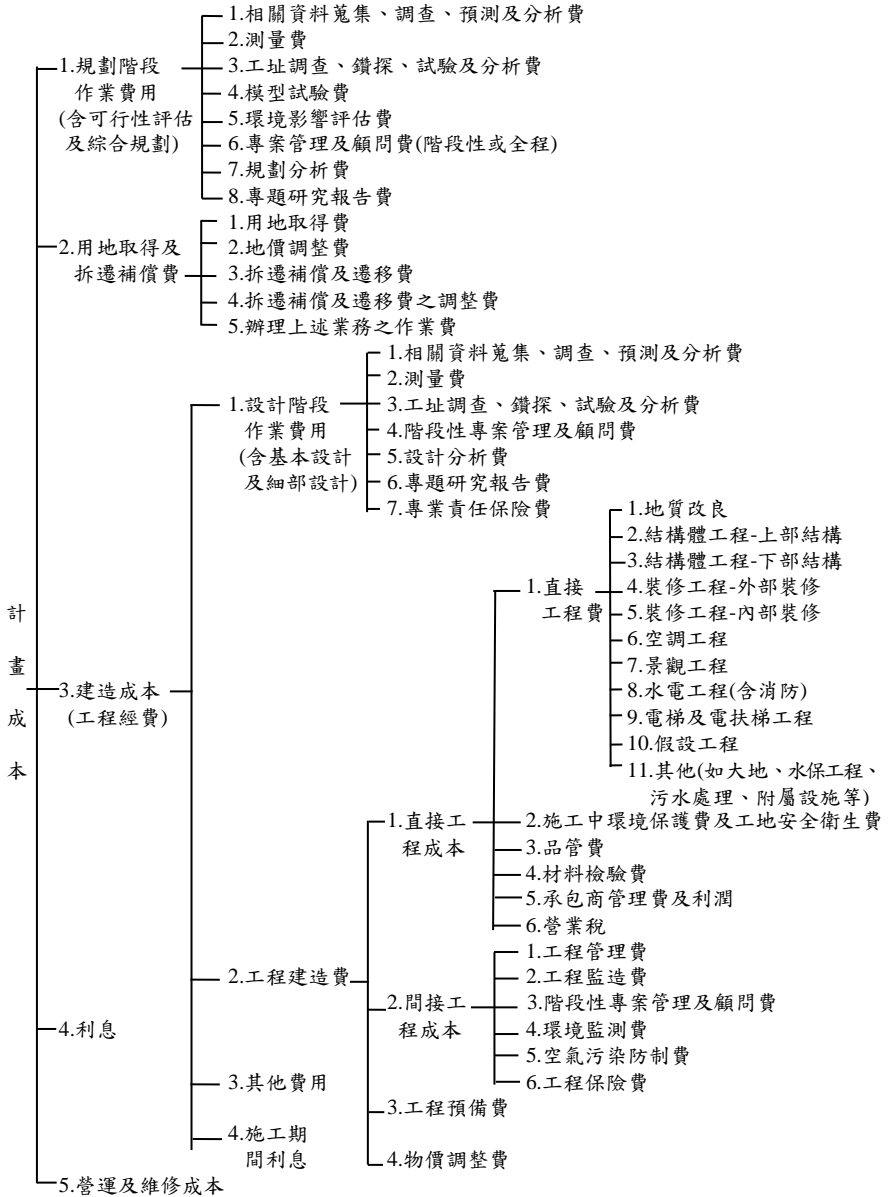 計畫成本
1.規劃階段
作業費用
(含可行性評估
及綜合規劃)
1.相關資料蒐集、調查、預測及分析費
2.測量費
3.工址調查、鑽探、試驗及分析費
4.模型試驗費
5.環境影響評估費
6.專案管理及顧問費(階段性或全程)
7.規劃分析費
8.專題研究報告費
2.用地取得及
拆遷補償費
1.用地取得費
2.地價調整費
3.拆遷補償及遷移費
4.拆遷補償及遷移費之調整費
5.辦理上述業務之作業費
3.建造成本
(工程經費)
1.設計階段
作業費用
(含基本設計
及細部設計)
1.相關資料蒐集、調查、預測及分析費
2.測量費
3.工址調查、鑽探、試驗及分析費
4.階段性專案管理及顧問費
5.設計分析費
6.專題研究報告費
7.專業責任保險費
2.工程建造費
1.直接工
程成本
1.直接
工程費
1.地質改良
2.結構體工程-上部結構
3.結構體工程-下部結構
4.裝修工程-外部裝修
5.裝修工程-內部裝修
6.空調工程
7.景觀工程
8.水電工程(含消防)
9.電梯及電扶梯工程
10.假設工程
11.其他(如大地、水保工程、
污水處理、附屬設施等)
2.施工中環境保護費及工地安全衛生費
3.品管費
4.材料檢驗費
5.承包商管理費及利潤
6.營業稅
2.間接工
程成本
1.工程管理費
2.工程監造費
3.階段性專案管理及顧問費
4.環境監測費
5.空氣污染防制費
6.工程保險費
3.工程預備費
4.物價調整費
3.其他費用
4.施工期
間利息
4.利息
5.營運及維修成本